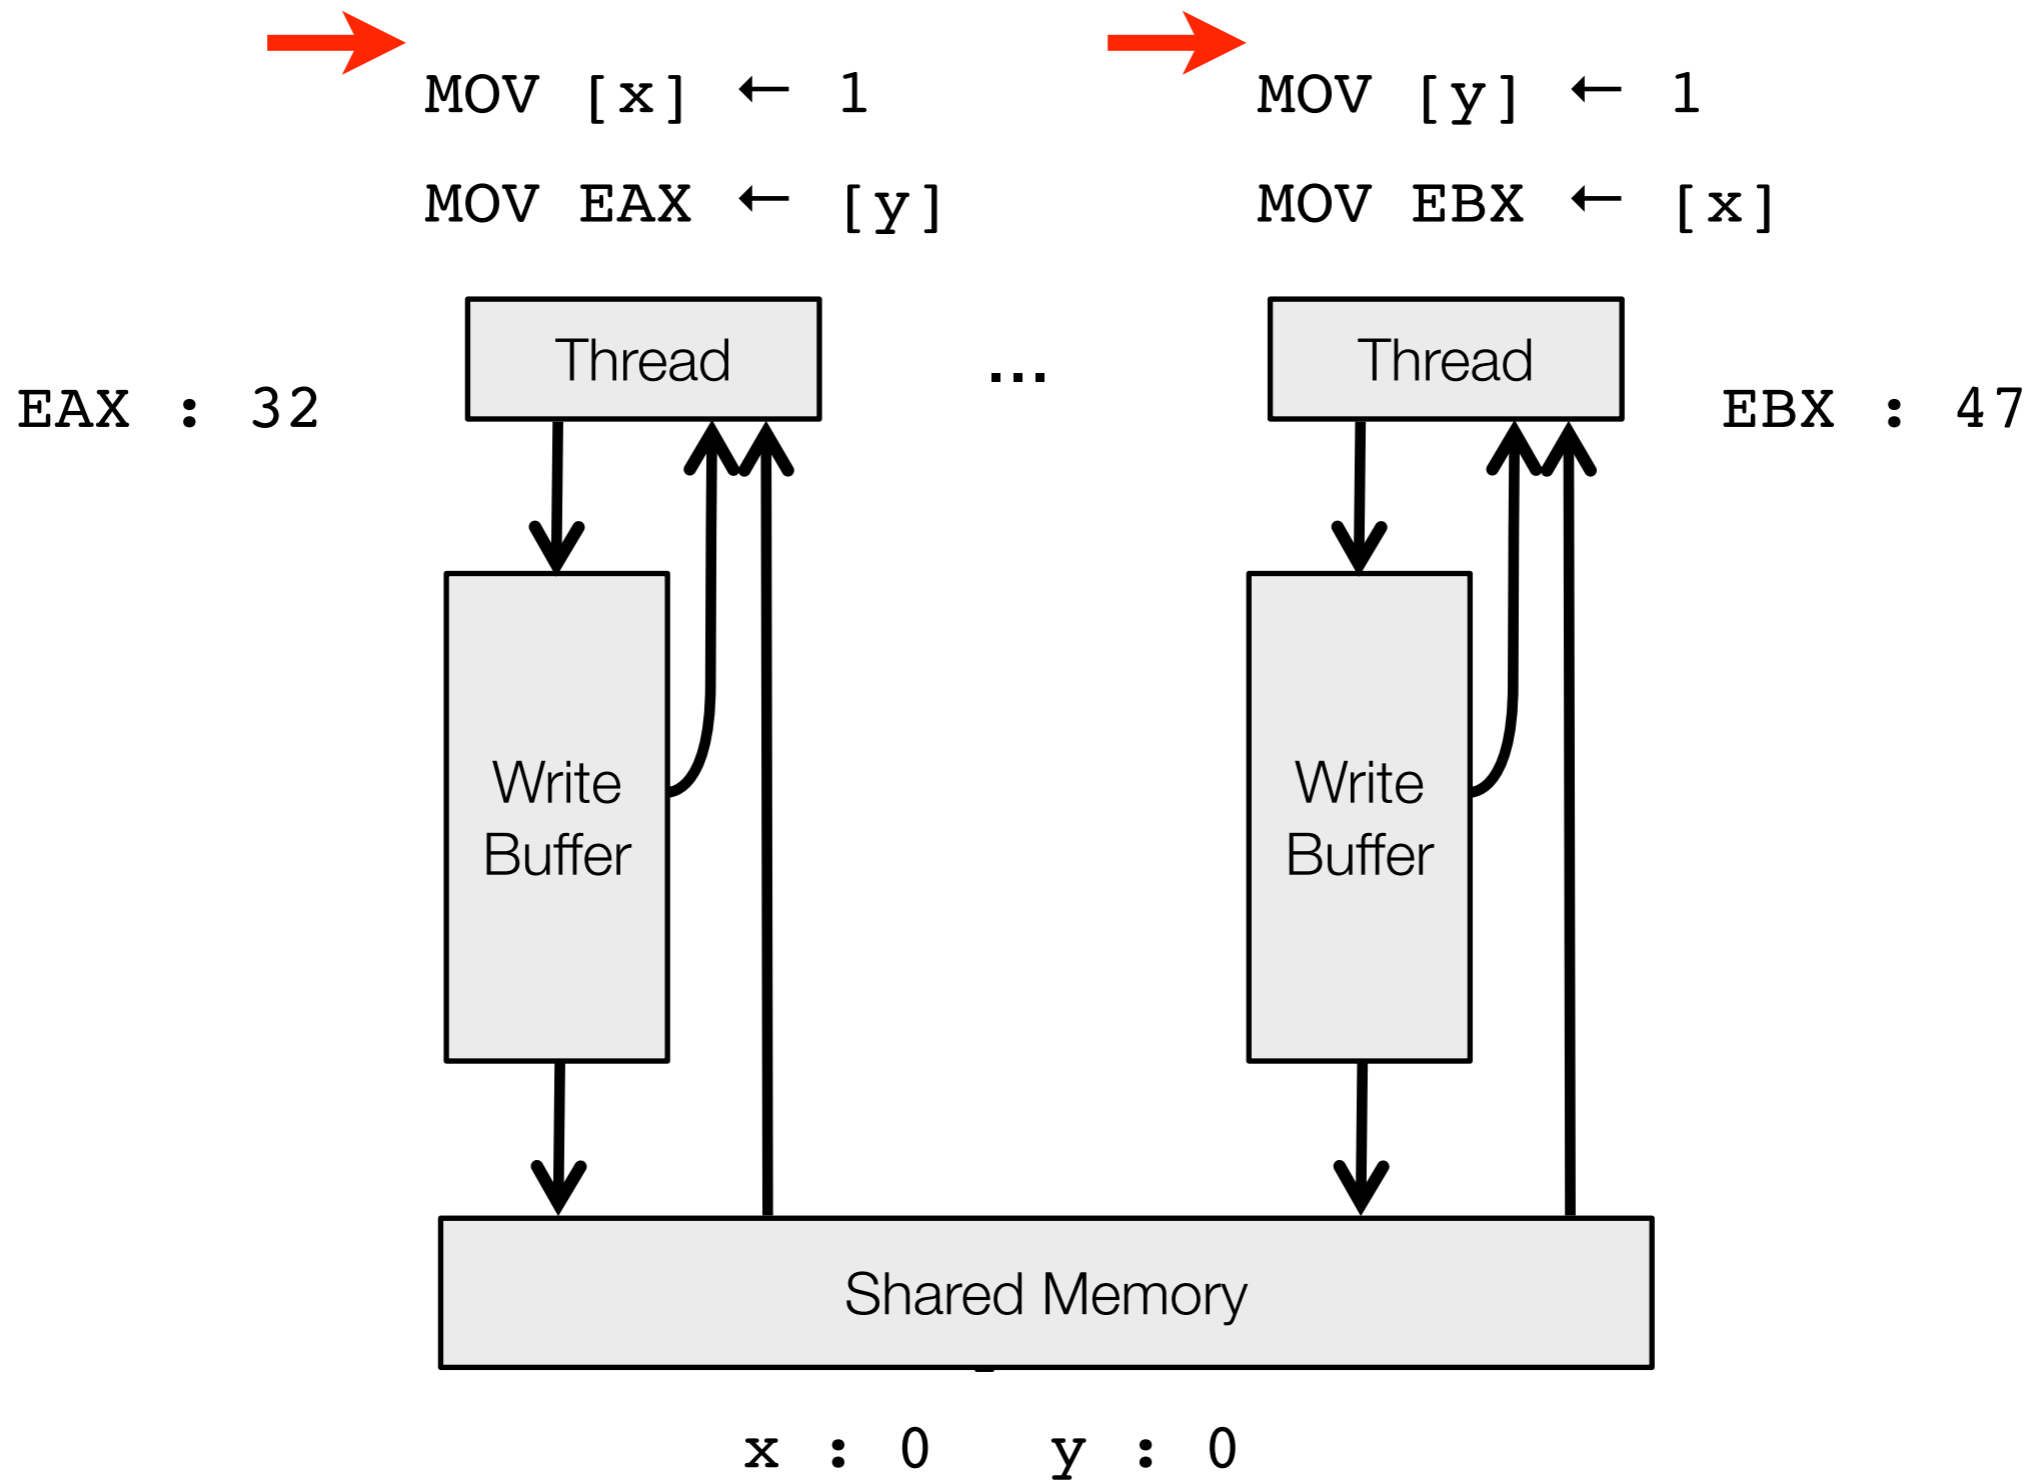 MOV [x] ← 1
MOV EAX ← [y]
MOV [y] ← 1
MOV EBX ← [x]
Thread
...
Thread
EAX : 32
EBX : 47
Write
Buffer
Write
Buffer
Shared Memory
x : 0 y : 0